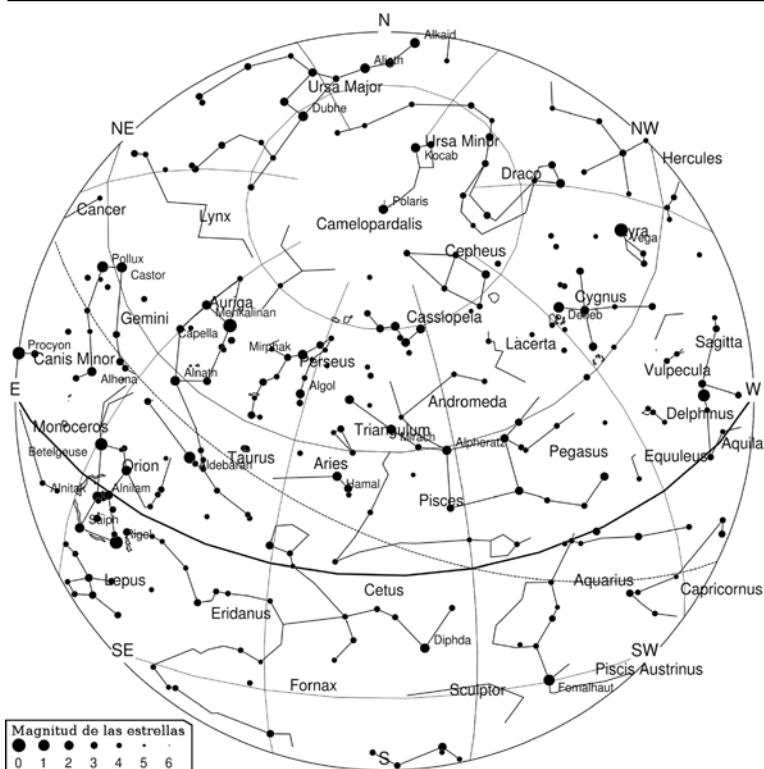 N
Alkaid
Alioth
Ursa Major
Dubhe
NE
NW
Ursa Minor
Kocab
Hercules
Draco
Cancer
Lynx
Polaris
Camelopardalis
Lyra
Vega
Cepheus
Pollux
Castor
Auriga
Menkalinan
Cygnus
Deneb
Gemini
Cassiopeia
Capella
Sagitta
Lacerta
Mirphak
Procyon
Canis Minor
Perseus
Vulpecula
Alhena
Alnath
Algol
E
W
Andromeda
Delphinus
Monoceros
Triangulum
Mirach
Alpheratz
Aquila
Betelgeuse
Taurus
Pegasus
Equuleus
Orion
Aldebaran
Aries
Hamal
Alnitak
Alnilam
Pisces
Saiph
Rigel
Lepus
Cetus
Aquarius
Capricornus
Eridanus
Diphda
SE
SW
Piscis Austrinus
Fornax
Sculptor
Fomalhaut
Magnitud de las estrellas
0 1 2 3 4 5 6
S